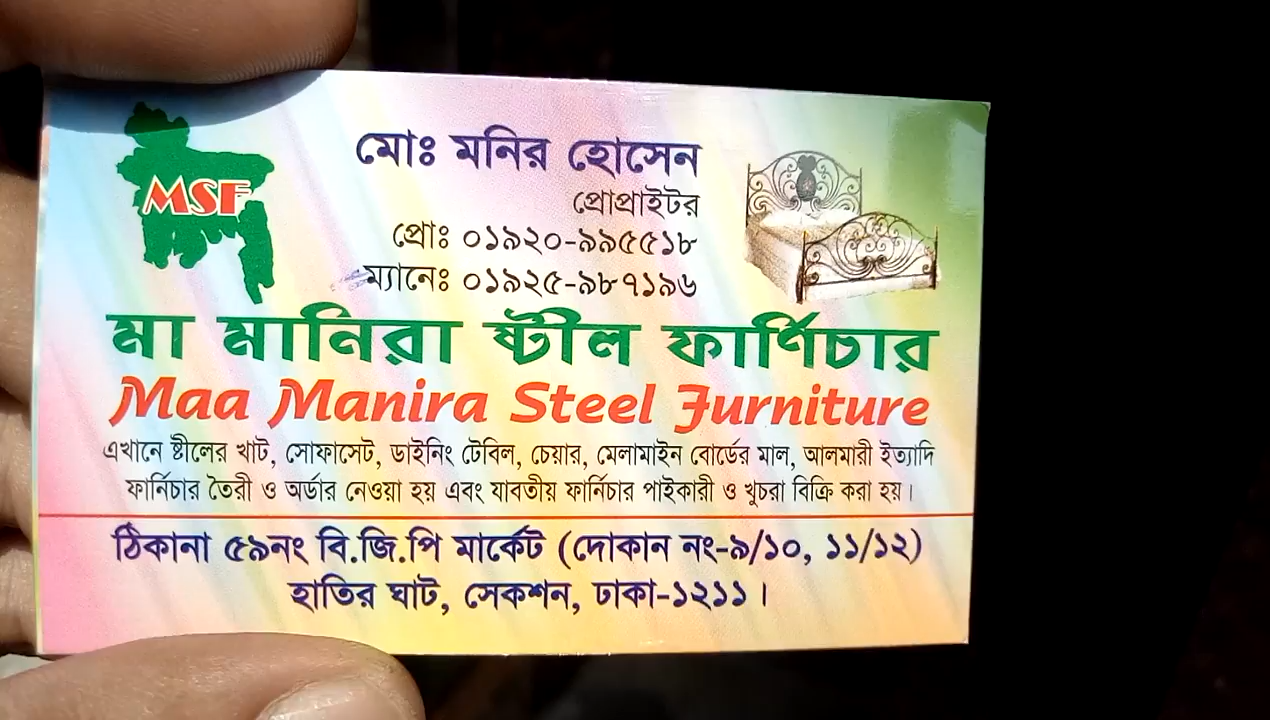 MSF
মোঃ মনির হোসেন
প্রোপ্রাইটর
প্রোঃ ০১৯২০-৯৯৫৫১৮
ম্যানেঃ ০১৯২৫-৯৮৭১৯৬
মা মানিরা ষ্টীল ফার্ণিচার
Maa Manira Steel Furniture
এখানে ষ্টীলের খাট, সোফাসেট, ডাইনিং টেবিল, চেয়ার, মেলামাইন বোর্ডের মাল, আলমারী ইত্যাদি
ফার্নিচার তৈরী ও অর্ডার নেওয়া হয় এবং যাবতীয় ফার্নিচার পাইকারী ও খুচরা বিক্রি করা হয়।
ঠিকানা ৫৯নং বি.জি.পি মার্কেট (দোকান নং-৯/১০, ১১/১২)
হাতির ঘাট, সেকশন, ঢাকা-১২১১।